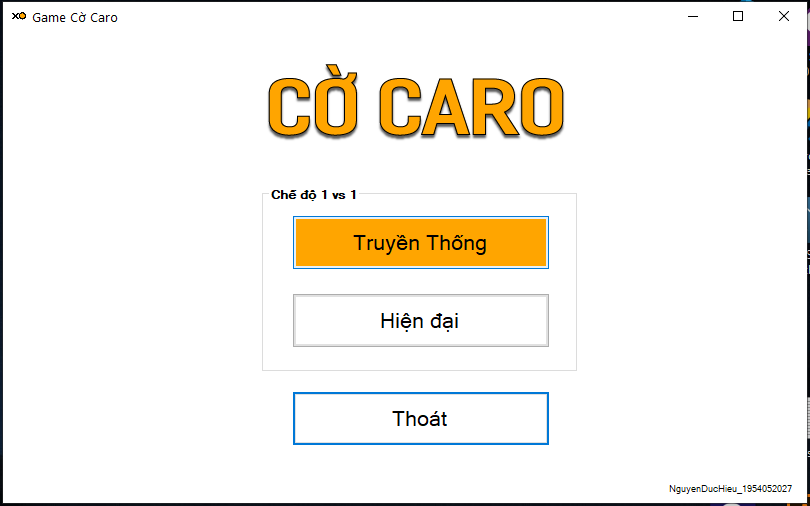 Game Cờ Caro
CỜ CARO
Chế độ 1 vs 1
Truyền Thống
Hiện đại
Thoát
NguyenDucHieu_1954052027